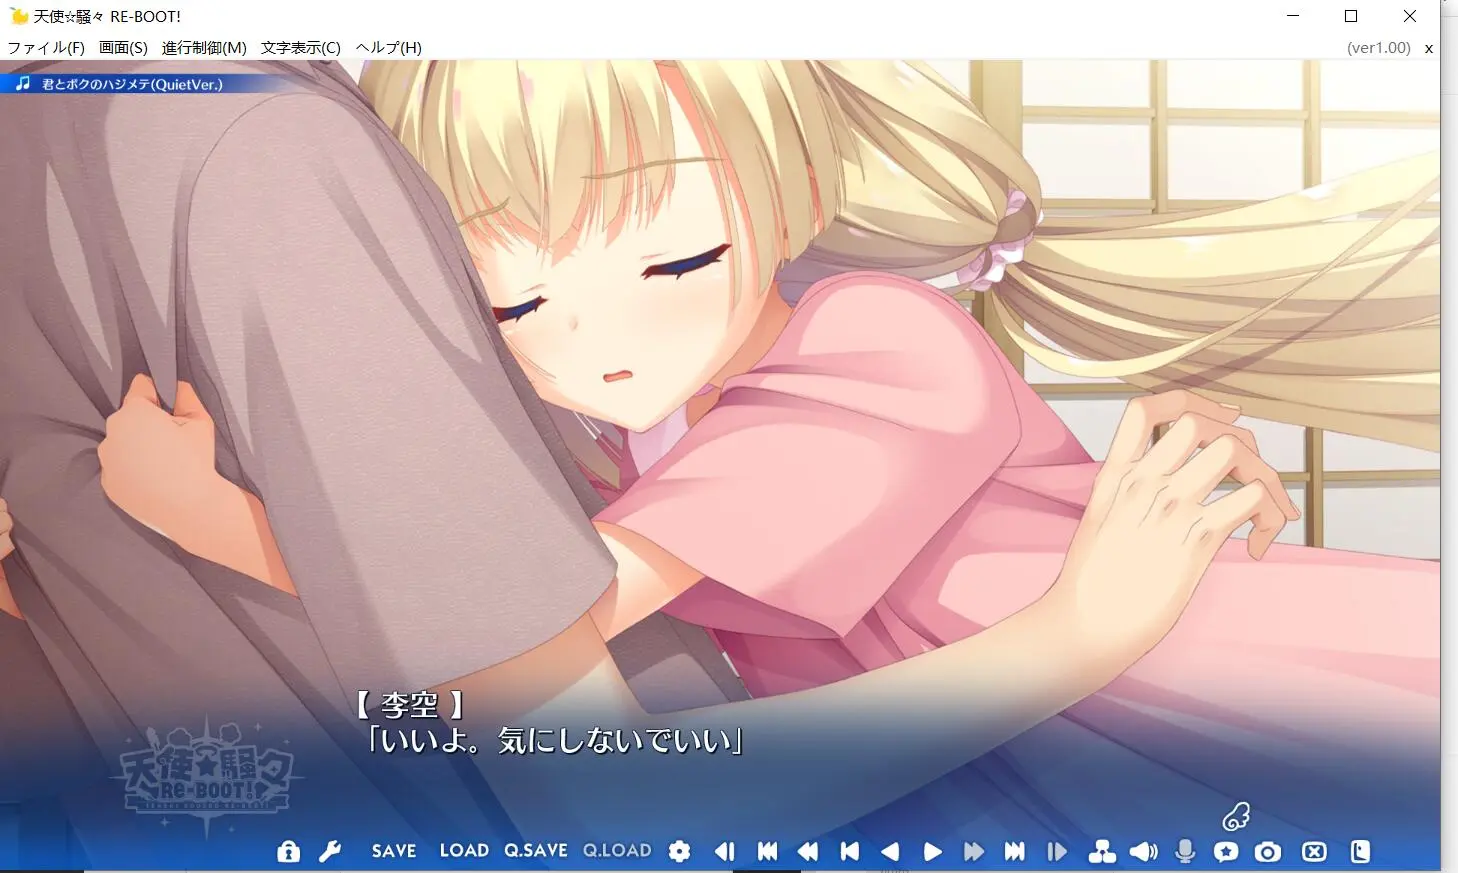 天使☆騒々 RE-BOOT!
ファイル(F) 画面(S) 進行制御(M) 文字表示(C) ヘルプ(H) (ver1.00) x
君とボクのハジメテ(QuietVer.)
【 李空 】
「いいよ。気にしないでいい」
天使☆騒々
RE-BOOT!
SAVE LOAD Q.SAVE Q.LOAD